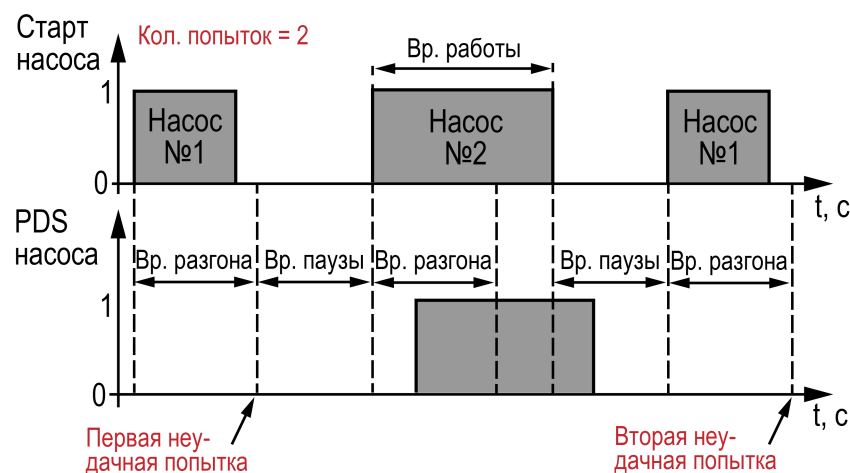 Старт
насоса
Кол. попыток = 2
Вр. работы
1
Насос
№1
Насос
№2
Насос
№1
0
t, с
PDS
насоса
Вр. разгона
Вр. паузы
Вр. разгона
Вр. паузы
Вр. разгона
1
0
t, с
Первая неу-
дачная попытка
Вторая неу-
дачная попытка